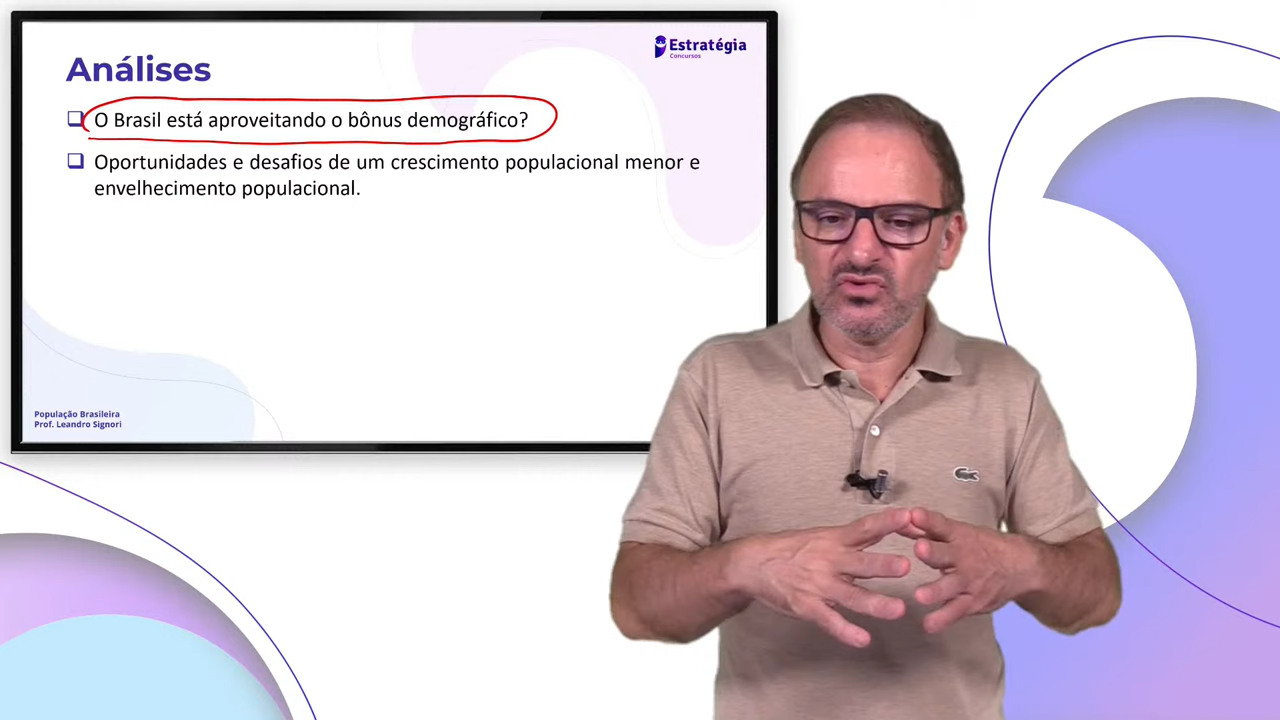 Análises
Estratégia
Concursos
O Brasil está aproveitando o bônus demográfico?
Oportunidades e desafios de um crescimento populacional menor e
envelhecimento populacional.
População Brasileira
Prof. Leandro Signori